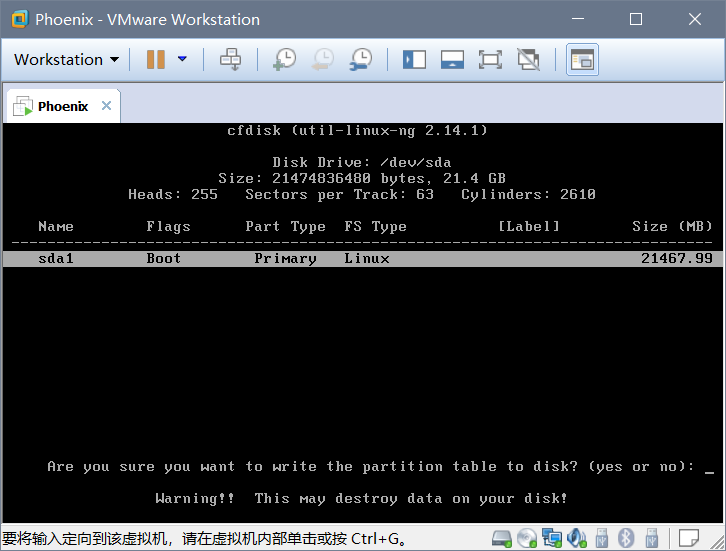 Phoenix - VMware Workstation
Workstation
Phoenix
cfdisk (util-linux-ng 2.14.1)
Disk Drive: /dev/sda
Size: 21474836480 bytes, 21.4 GB
Heads: 255 Sectors per Track: 63 Cylinders: 2610
Name Flags Part Type FS Type [Label] Size (MB)
sda1 Boot Primary Linux 21467.99
Are you sure you want to write the partition table to disk? (yes or no): _
Warning!! This may destroy data on your disk!
要将输入定向到该虚拟机，请在虚拟机内部单击或按 Ctrl+G。